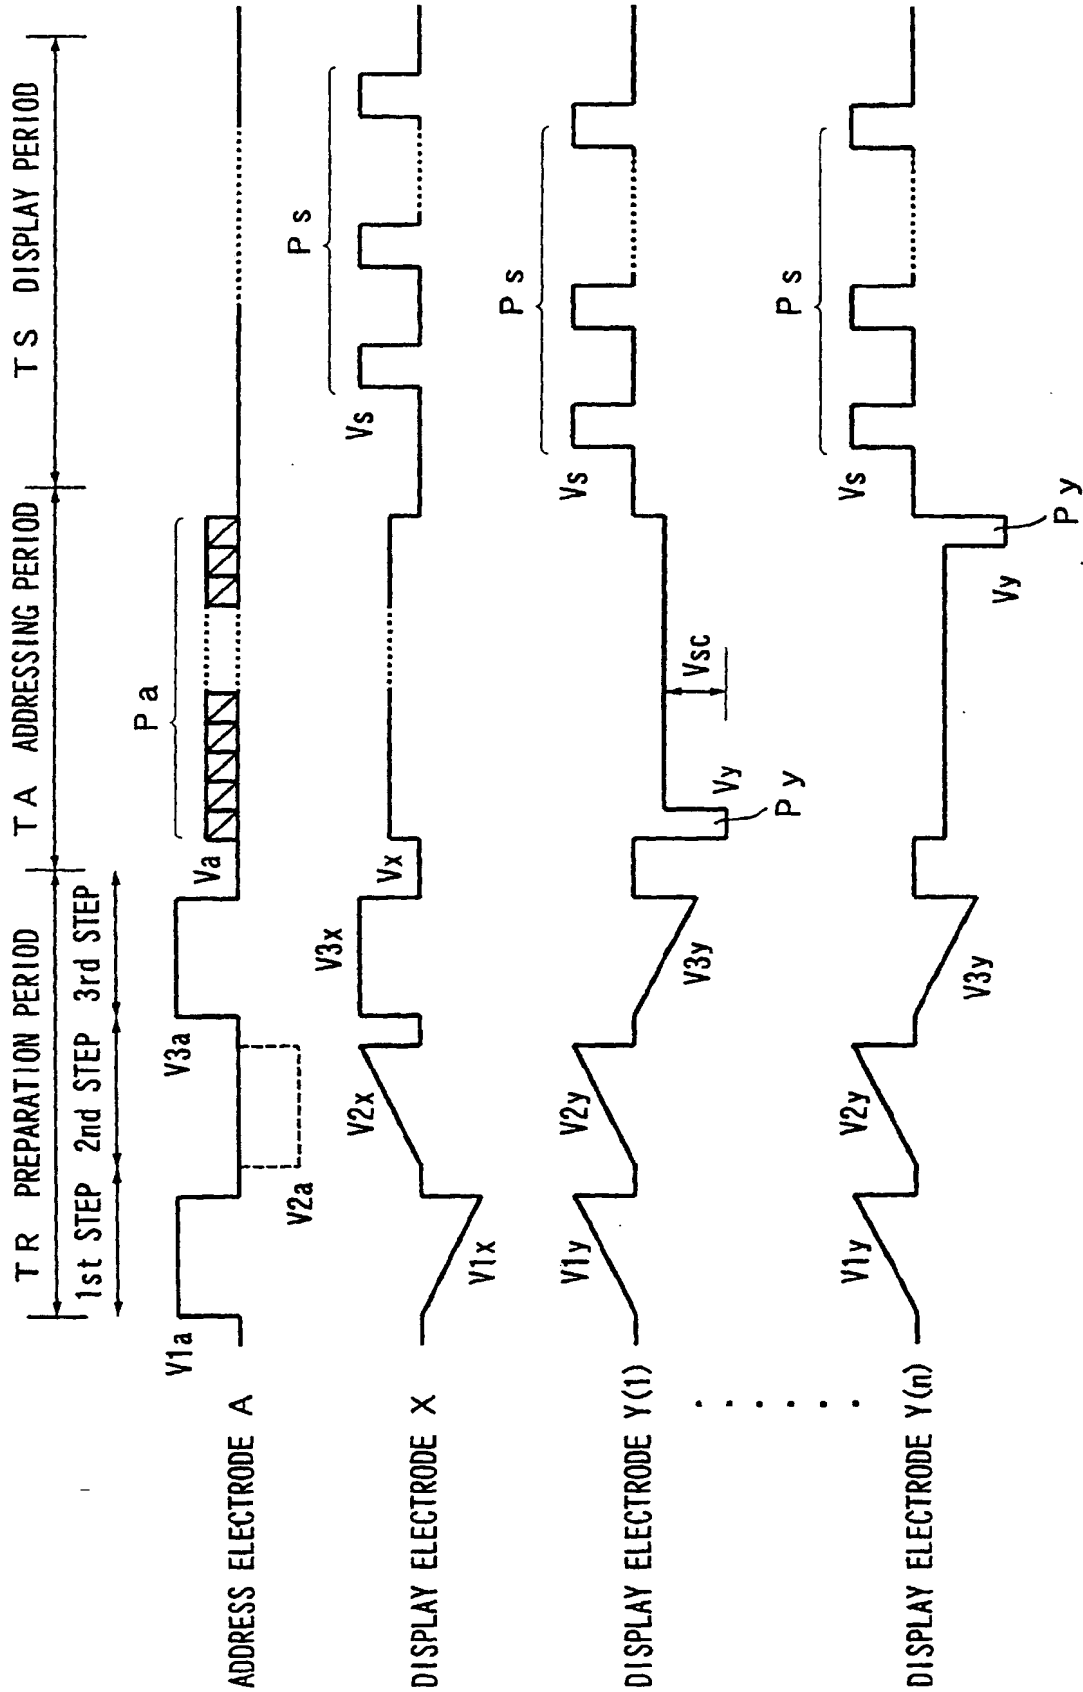 TR PREPARATION PERIOD
TA ADDRESSING PERIOD
TS DISPLAY PERIOD
1st STEP
2nd STEP
3rd STEP
ADDRESS ELECTRODE A
V1a
V2a
V3a
Va
Pa
DISPLAY ELECTRODE X
V1x
V2x
V3x
Vx
Vs
Ps
DISPLAY ELECTRODE Y(1)
V1y
V2y
V3y
Py
Vy
Vsc
Vs
Ps
DISPLAY ELECTRODE Y(n)
V1y
V2y
V3y
Vy
Py
Vs
Ps